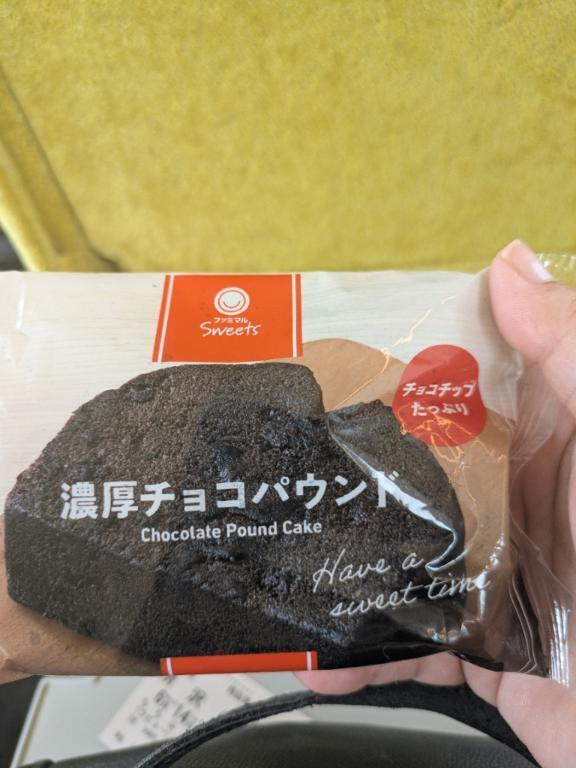 ファミマル
Sweets
チョコチップ
たっぷり
濃厚チョコパウンド
Chocolate Pound Cake
Have a
sweet time